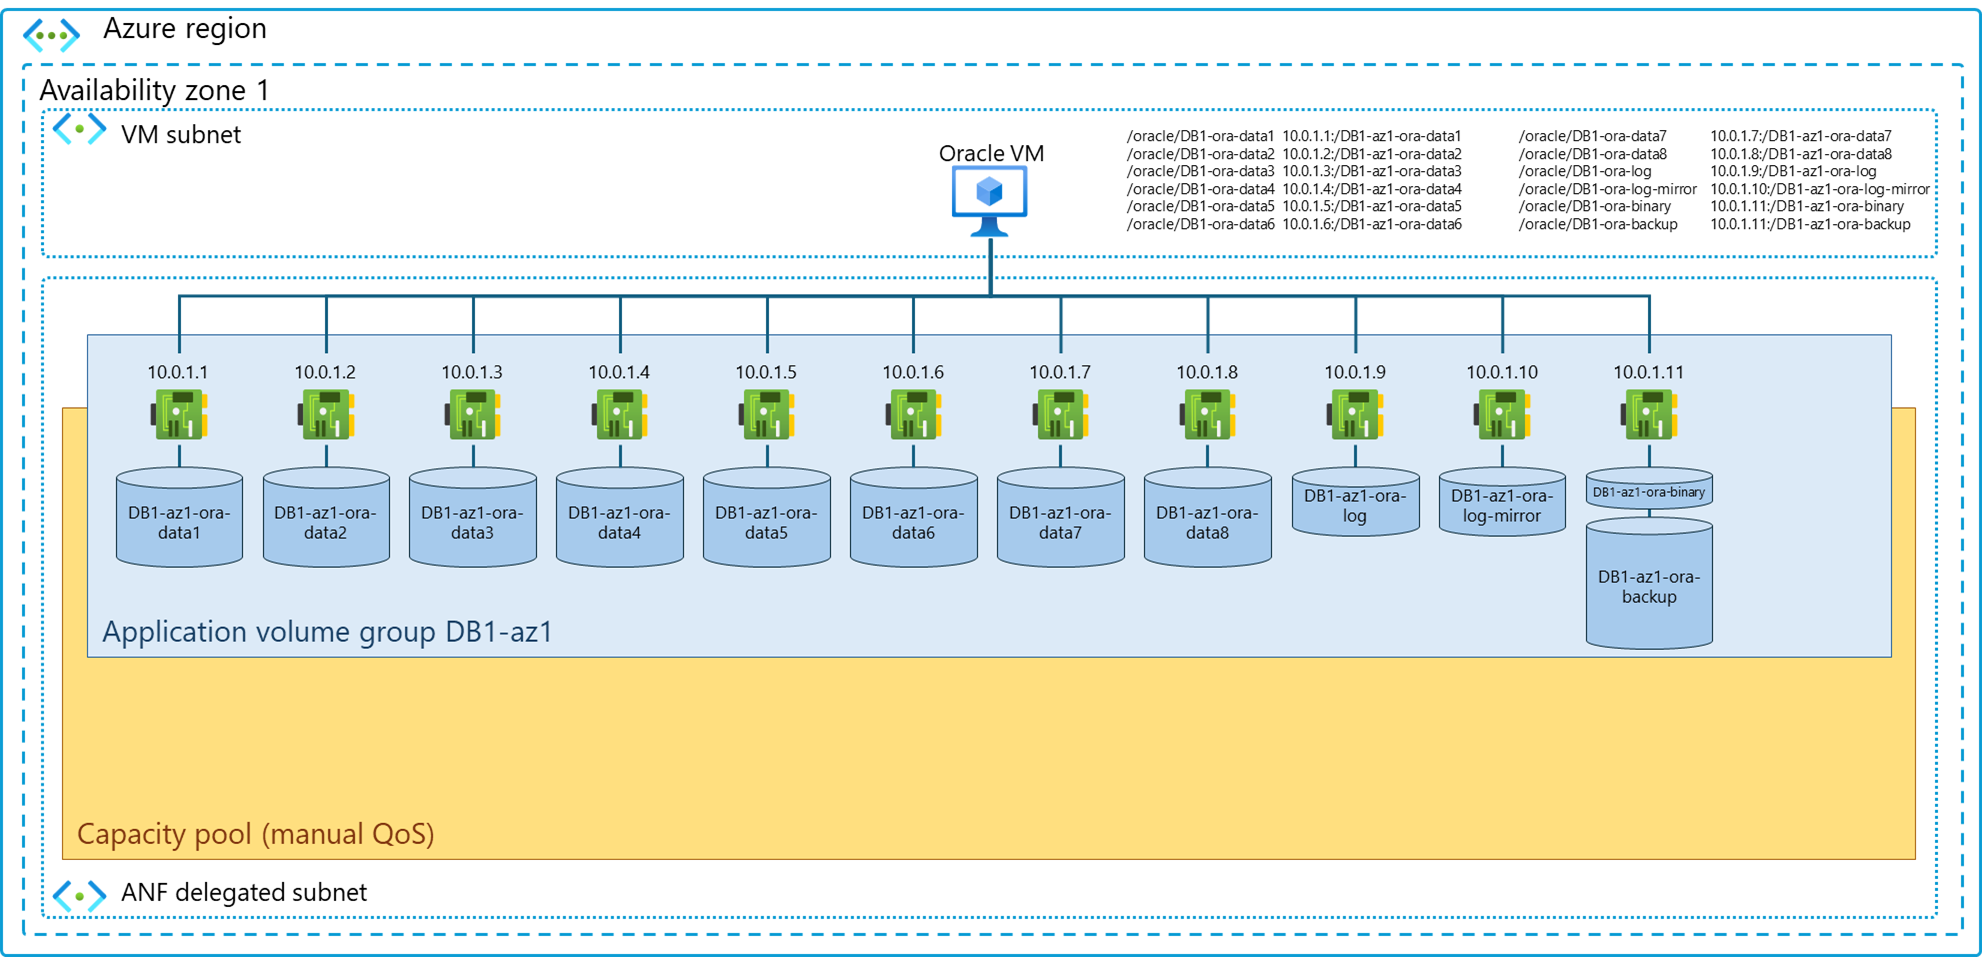 Azure region
Availability zone 1
VM subnet
Oracle VM
/oracle/DB1-ora-data1 10.0.1.1:/DB1-az1-ora-data1
/oracle/DB1-ora-data2 10.0.1.2:/DB1-az1-ora-data2
/oracle/DB1-ora-data3 10.0.1.3:/DB1-az1-ora-data3
/oracle/DB1-ora-data4 10.0.1.4:/DB1-az1-ora-data4
/oracle/DB1-ora-data5 10.0.1.5:/DB1-az1-ora-data5
/oracle/DB1-ora-data6 10.0.1.6:/DB1-az1-ora-data6
/oracle/DB1-ora-data7 10.0.1.7:/DB1-az1-ora-data7
/oracle/DB1-ora-data8 10.0.1.8:/DB1-az1-ora-data8
/oracle/DB1-ora-log 10.0.1.9:/DB1-az1-ora-log
/oracle/DB1-ora-log-mirror 10.0.1.10:/DB1-az1-ora-log-mirror
/oracle/DB1-ora-binary 10.0.1.11:/DB1-az1-ora-binary
/oracle/DB1-ora-backup 10.0.1.11:/DB1-az1-ora-backup
10.0.1.1
10.0.1.2
10.0.1.3
10.0.1.4
10.0.1.5
10.0.1.6
10.0.1.7
10.0.1.8
10.0.1.9
10.0.1.10
10.0.1.11
DB1-az1-ora-
data1
DB1-az1-ora-
data2
DB1-az1-ora-
data3
DB1-az1-ora-
data4
DB1-az1-ora-
data5
DB1-az1-ora-
data6
DB1-az1-ora-
data7
DB1-az1-ora-
data8
DB1-az1-ora-
log
DB1-az1-ora-
log-mirror
DB1-az1-ora-binary
DB1-az1-ora-
backup
Application volume group DB1-az1
Capacity pool (manual QoS)
ANF delegated subnet